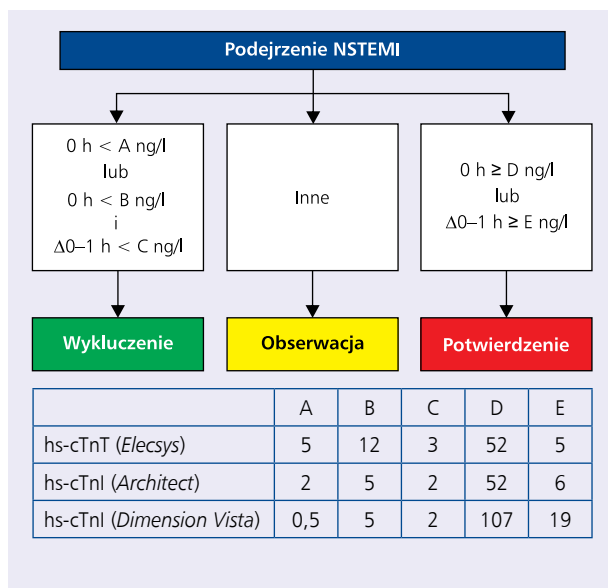 Podejrzenie NSTEMI
0 h < A ng/l
lub
0 h < B ng/l
i
Δ0–1 h < C ng/l
Inne
0 h ≥ D ng/l
lub
Δ0–1 h ≥ E ng/l
Wykluczenie
Obserwacja
Potwierdzenie
A B C D E
hs-cTnT (Elecsys) 5 12 3 52 5
hs-cTnI (Architect) 2 5 2 52 6
hs-cTnI (Dimension Vista) 0,5 5 2 107 19